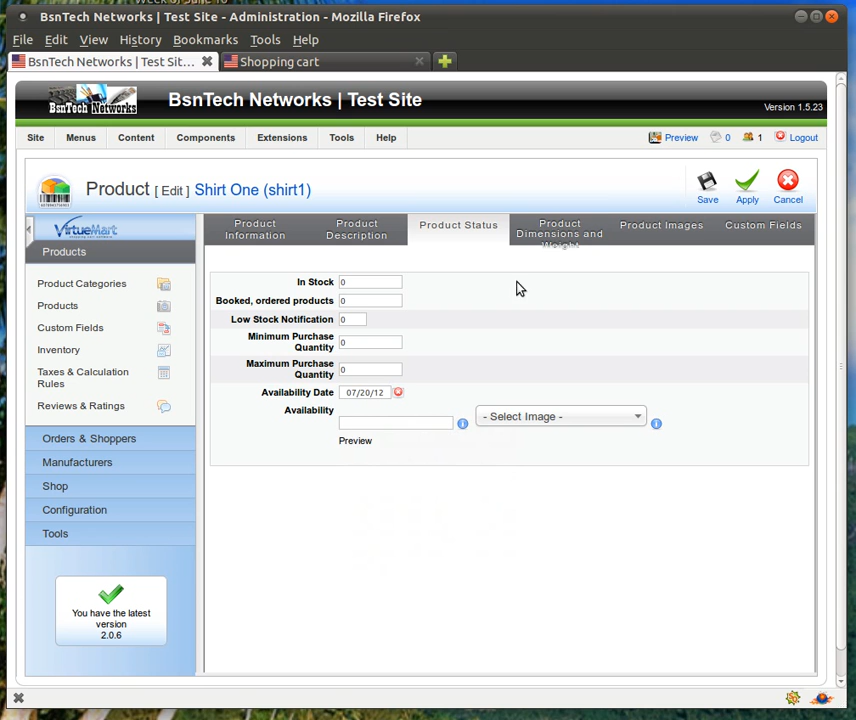 Week 9, June 16
BsnTech Networks | Test Site - Administration - Mozilla Firefox
File Edit View History Bookmarks Tools Help
BsnTech Networks | Test Sit... Shopping cart
BSNTECH NETWORKS BsnTech Networks | Test Site Version 1.5.23
Site Menus Content Components Extensions Tools Help Preview 0 1 Logout
Product [ Edit ] Shirt One (shirt1) Save Apply Cancel
VirtueMart
Product Information Product Description Product Status Product Dimensions and Weight Product Images Custom Fields
Products
Product Categories
Products
Custom Fields
Inventory
Taxes & Calculation Rules
Reviews & Ratings
Orders & Shoppers
Manufacturers
Shop
Configuration
Tools
You have the latest
version
2.0.6
In Stock 0
Booked, ordered products 0
Low Stock Notification 0
Minimum Purchase
Quantity 0
Maximum Purchase
Quantity 0
Availability Date 07/20/12
Availability - Select Image -
Preview